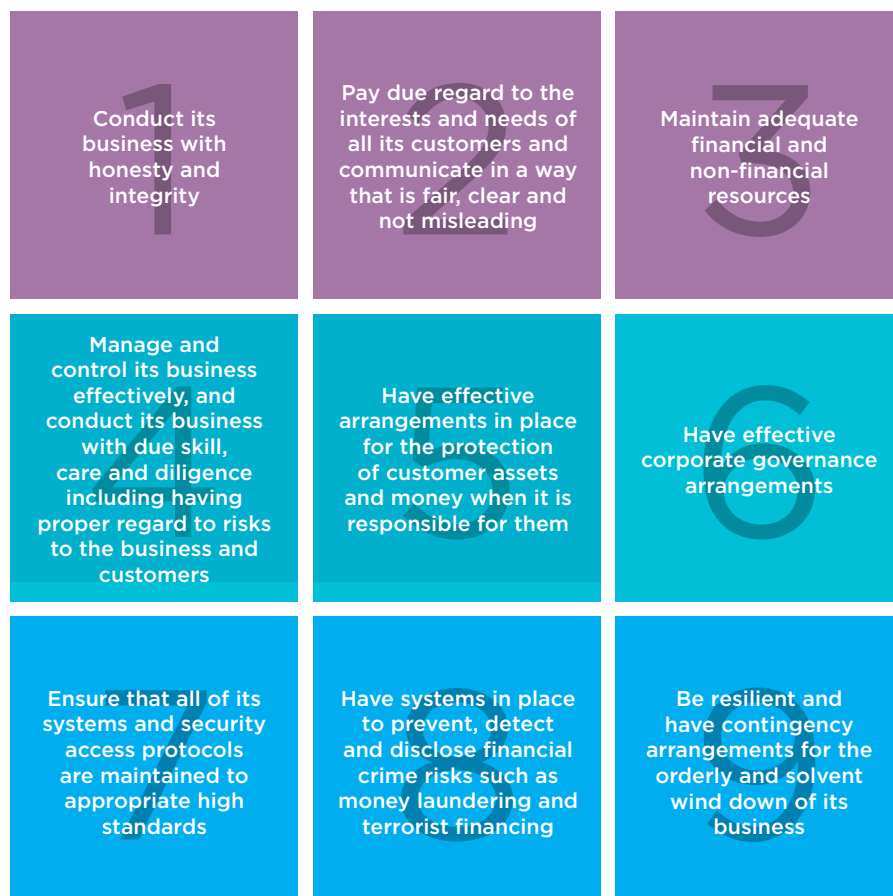 1
Conduct its
business with
honesty and
integrity
2
Pay due regard to the
interests and needs of
all its customers and
communicate in a way
that is fair, clear and
not misleading
3
Maintain adequate
financial and
non-financial
resources
4
Manage and
control its business
effectively, and
conduct its business
with due skill,
care and diligence
including having
proper regard to risks
to the business and
customers
5
Have effective
arrangements in place
for the protection
of customer assets
and money when it is
responsible for them
6
Have effective
corporate governance
arrangements
7
Ensure that all of its
systems and security
access protocols
are maintained to
appropriate high
standards
8
Have systems in place
to prevent, detect
and disclose financial
crime risks such as
money laundering and
terrorist financing
9
Be resilient and
have contingency
arrangements for the
orderly and solvent
wind down of its
business